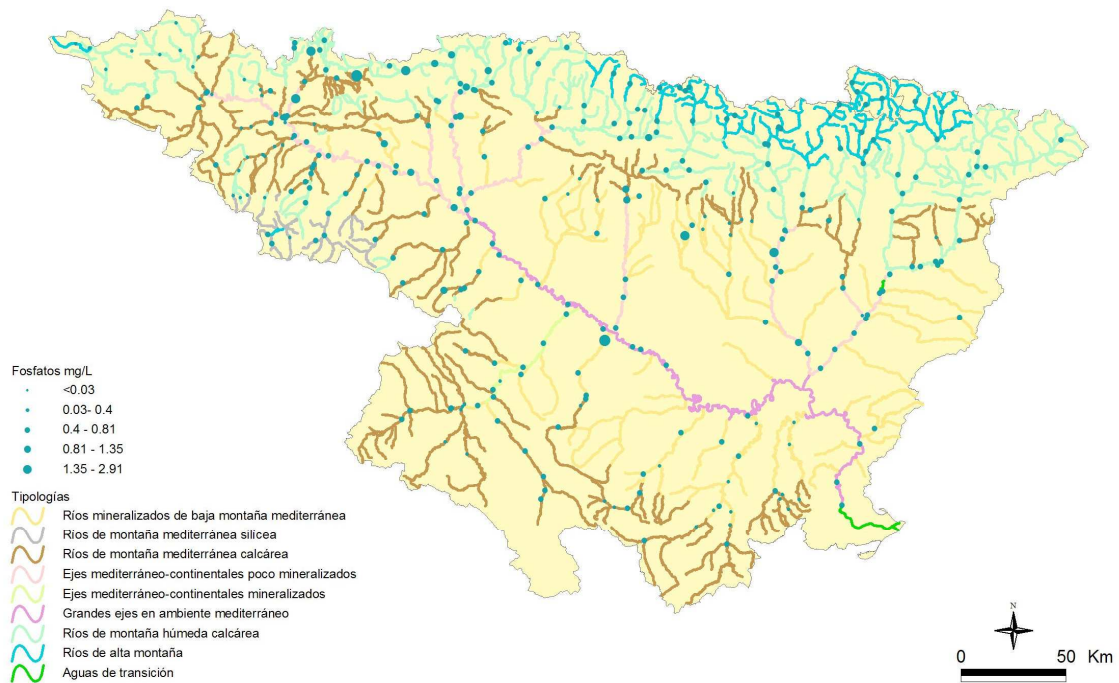 Fosfatos mg/L
<0.03
0.03- 0.4
0.4 - 0.81
0.81 - 1.35
1.35 - 2.91
Tipologías
Ríos mineralizados de baja montaña mediterránea
Ríos de montaña mediterránea silícea
Ríos de montaña mediterránea calcárea
Ejes mediterráneo-continentales poco mineralizados
Ejes mediterráneo-continentales mineralizados
Grandes ejes en ambiente mediterráneo
Ríos de montaña húmeda calcárea
Ríos de alta montaña
Aguas de transición
N
0 50 Km